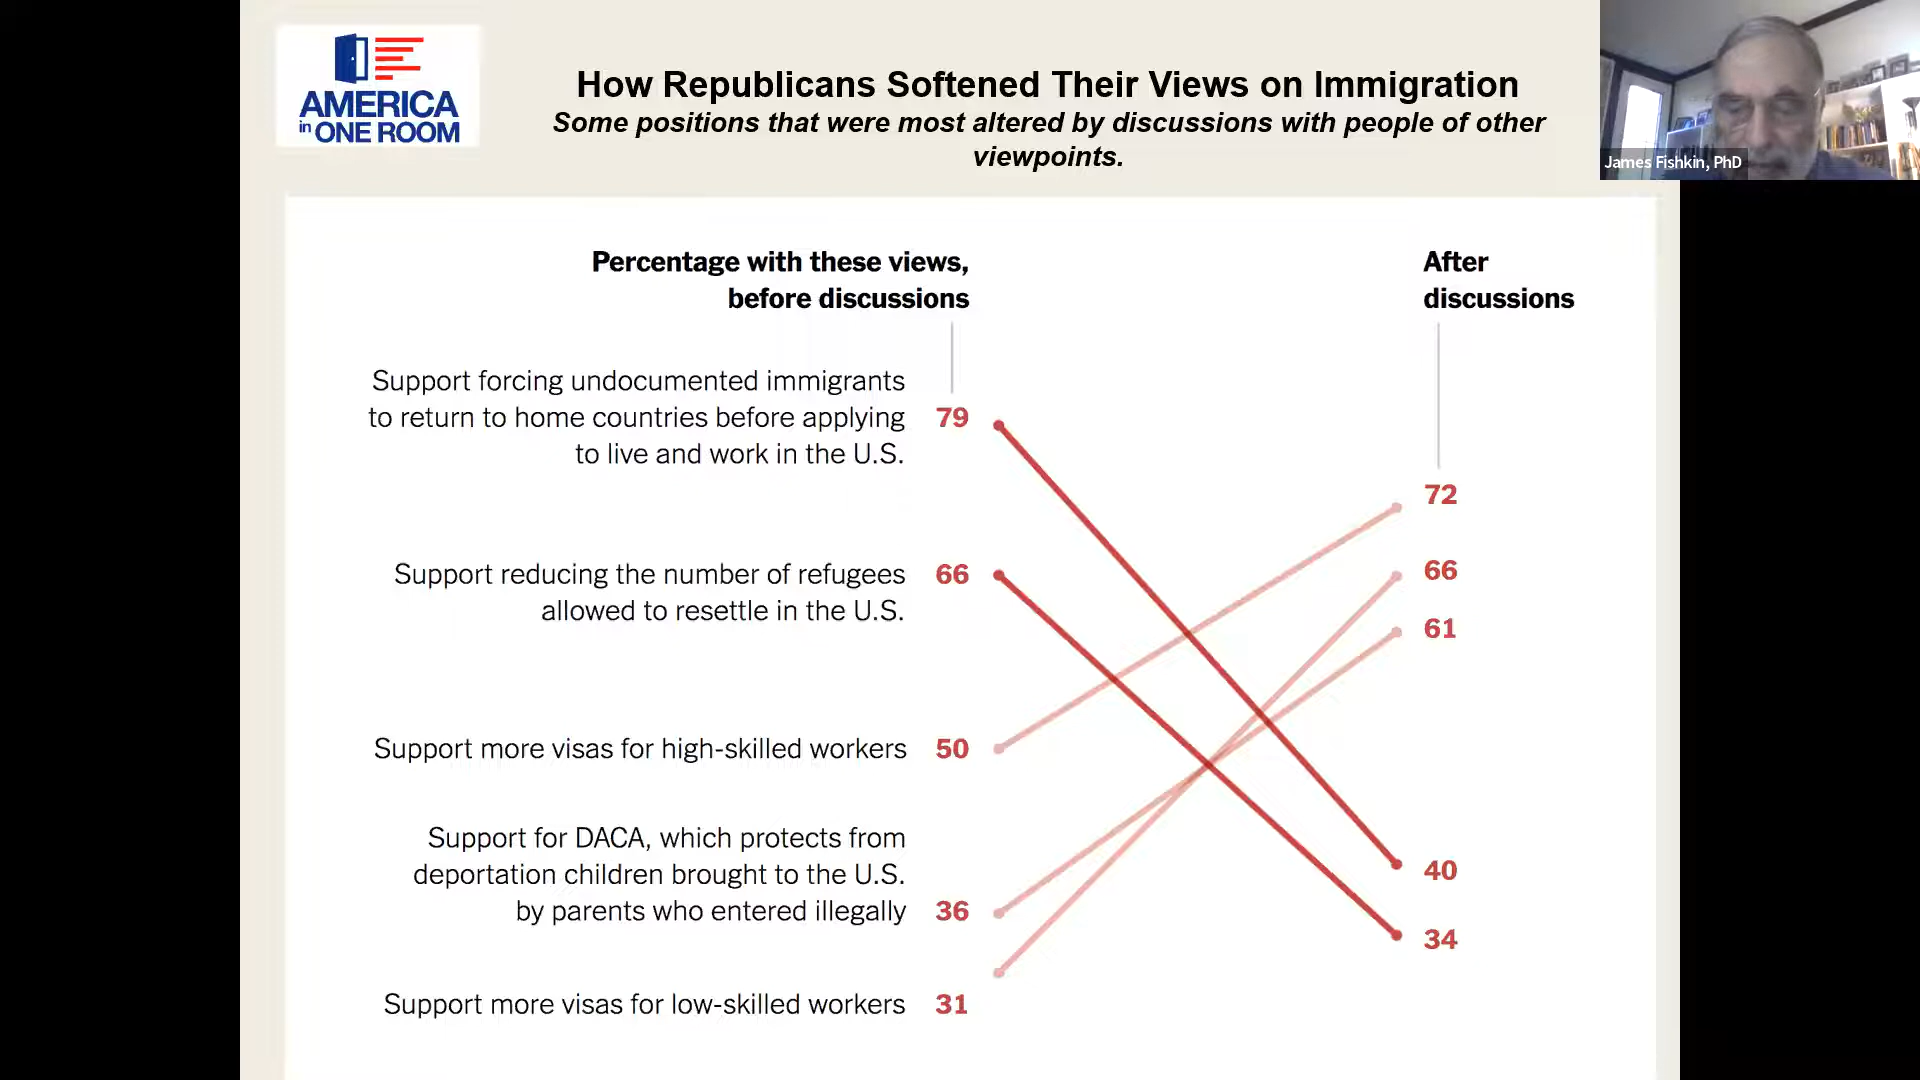 AMERICA
in ONE ROOM
How Republicans Softened Their Views on Immigration
Some positions that were most altered by discussions with people of other
viewpoints.
James Fishkin, PhD
Percentage with these views,
before discussions
After
discussions
Support forcing undocumented immigrants
to return to home countries before applying
to live and work in the U.S.
79
72
Support reducing the number of refugees
allowed to resettle in the U.S.
66
66
61
Support more visas for high-skilled workers
50
Support for DACA, which protects from
deportation children brought to the U.S.
by parents who entered illegally
36
40
34
Support more visas for low-skilled workers
31